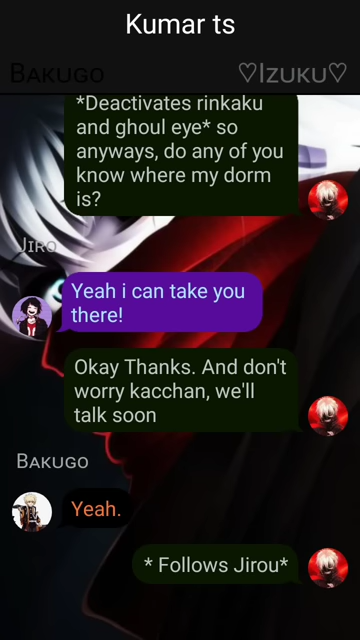 Kumar ts
Bakugo
♡Izuku♡
*Deactivates rinkaku
and ghoul eye* so
anyways, do any of you
know where my dorm
is?
Jiro
Yeah i can take you
there!
Okay Thanks. And don't
worry kacchan, we'll
talk soon
Bakugo
Yeah.
* Follows Jirou*